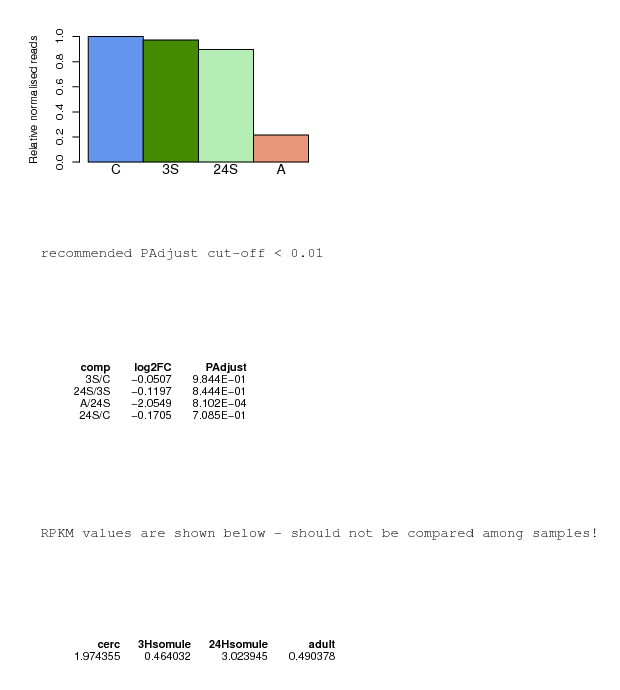 Relative normalised reads
1.0
0.8
0.6
0.4
0.2
0.0
C 3S 24S A
recommended PAdjust cut-off < 0.01
comp log2FC PAdjust
3S/C −0.0507 9.844E−01
24S/3S −0.1197 8.444E−01
A/24S −2.0549 8.102E−04
24S/C −0.1705 7.085E−01
RPKM values are shown below - should not be compared among samples!
cerc 3Hsomule 24Hsomule adult
1.974355 0.464032 3.023945 0.490378